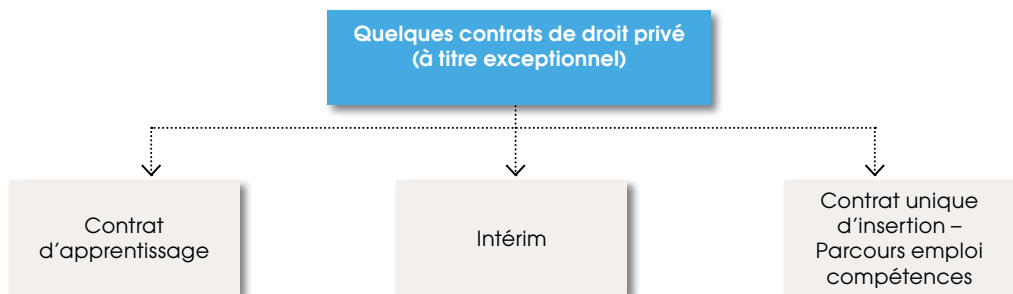 Quelques contrats de droit privé
(à titre exceptionnel)
Contrat
d’apprentissage
Intérim
Contrat unique
d’insertion –
Parcours emploi
compétences